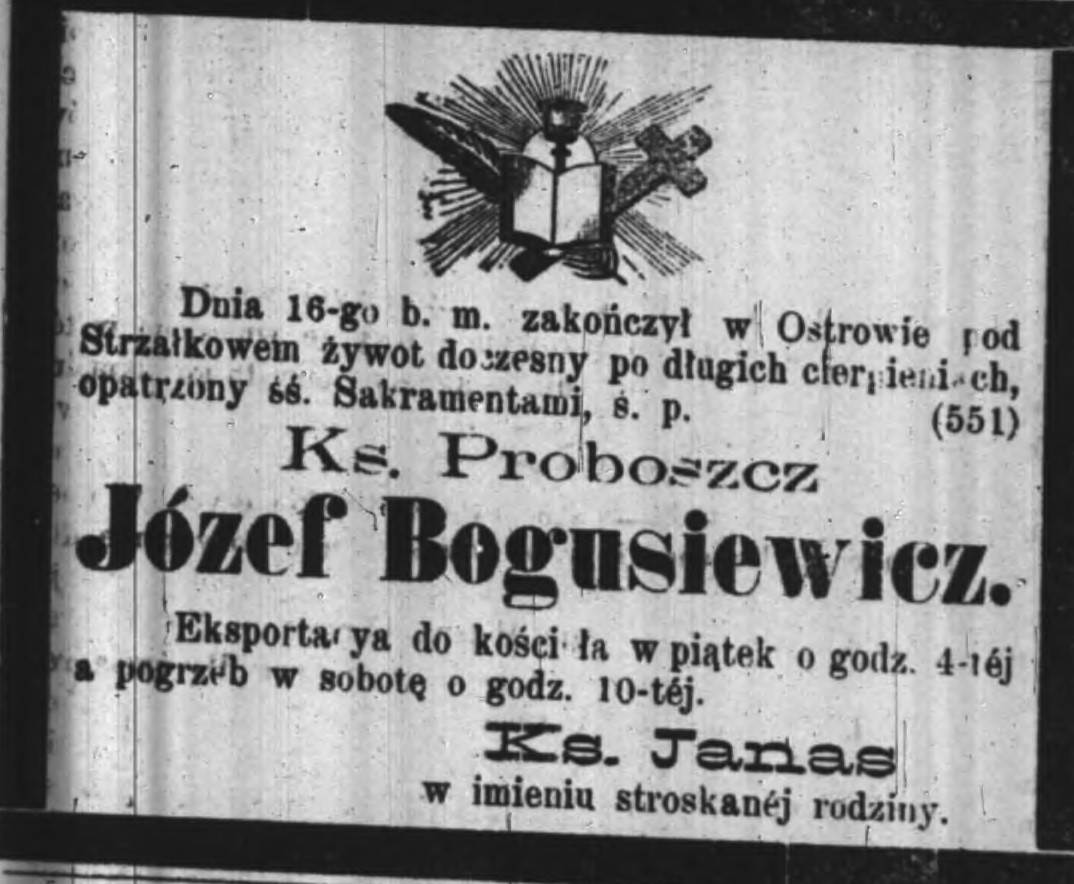 Dnia 16-go b. m. zakończył w Ostrowie pod
Strzałkowem żywot doczesny po długich cierpieniach,
opatrzony śś. Sakramentami, ś. p. (551)
Ks. Proboszcz
Józef Bogusiewicz.
Eksportacya do kościoła w piątek o godz. 4-téj
a pogrzeb w sobotę o godz. 10-téj.
Ks. Janas
w imieniu stroskanéj rodziny.